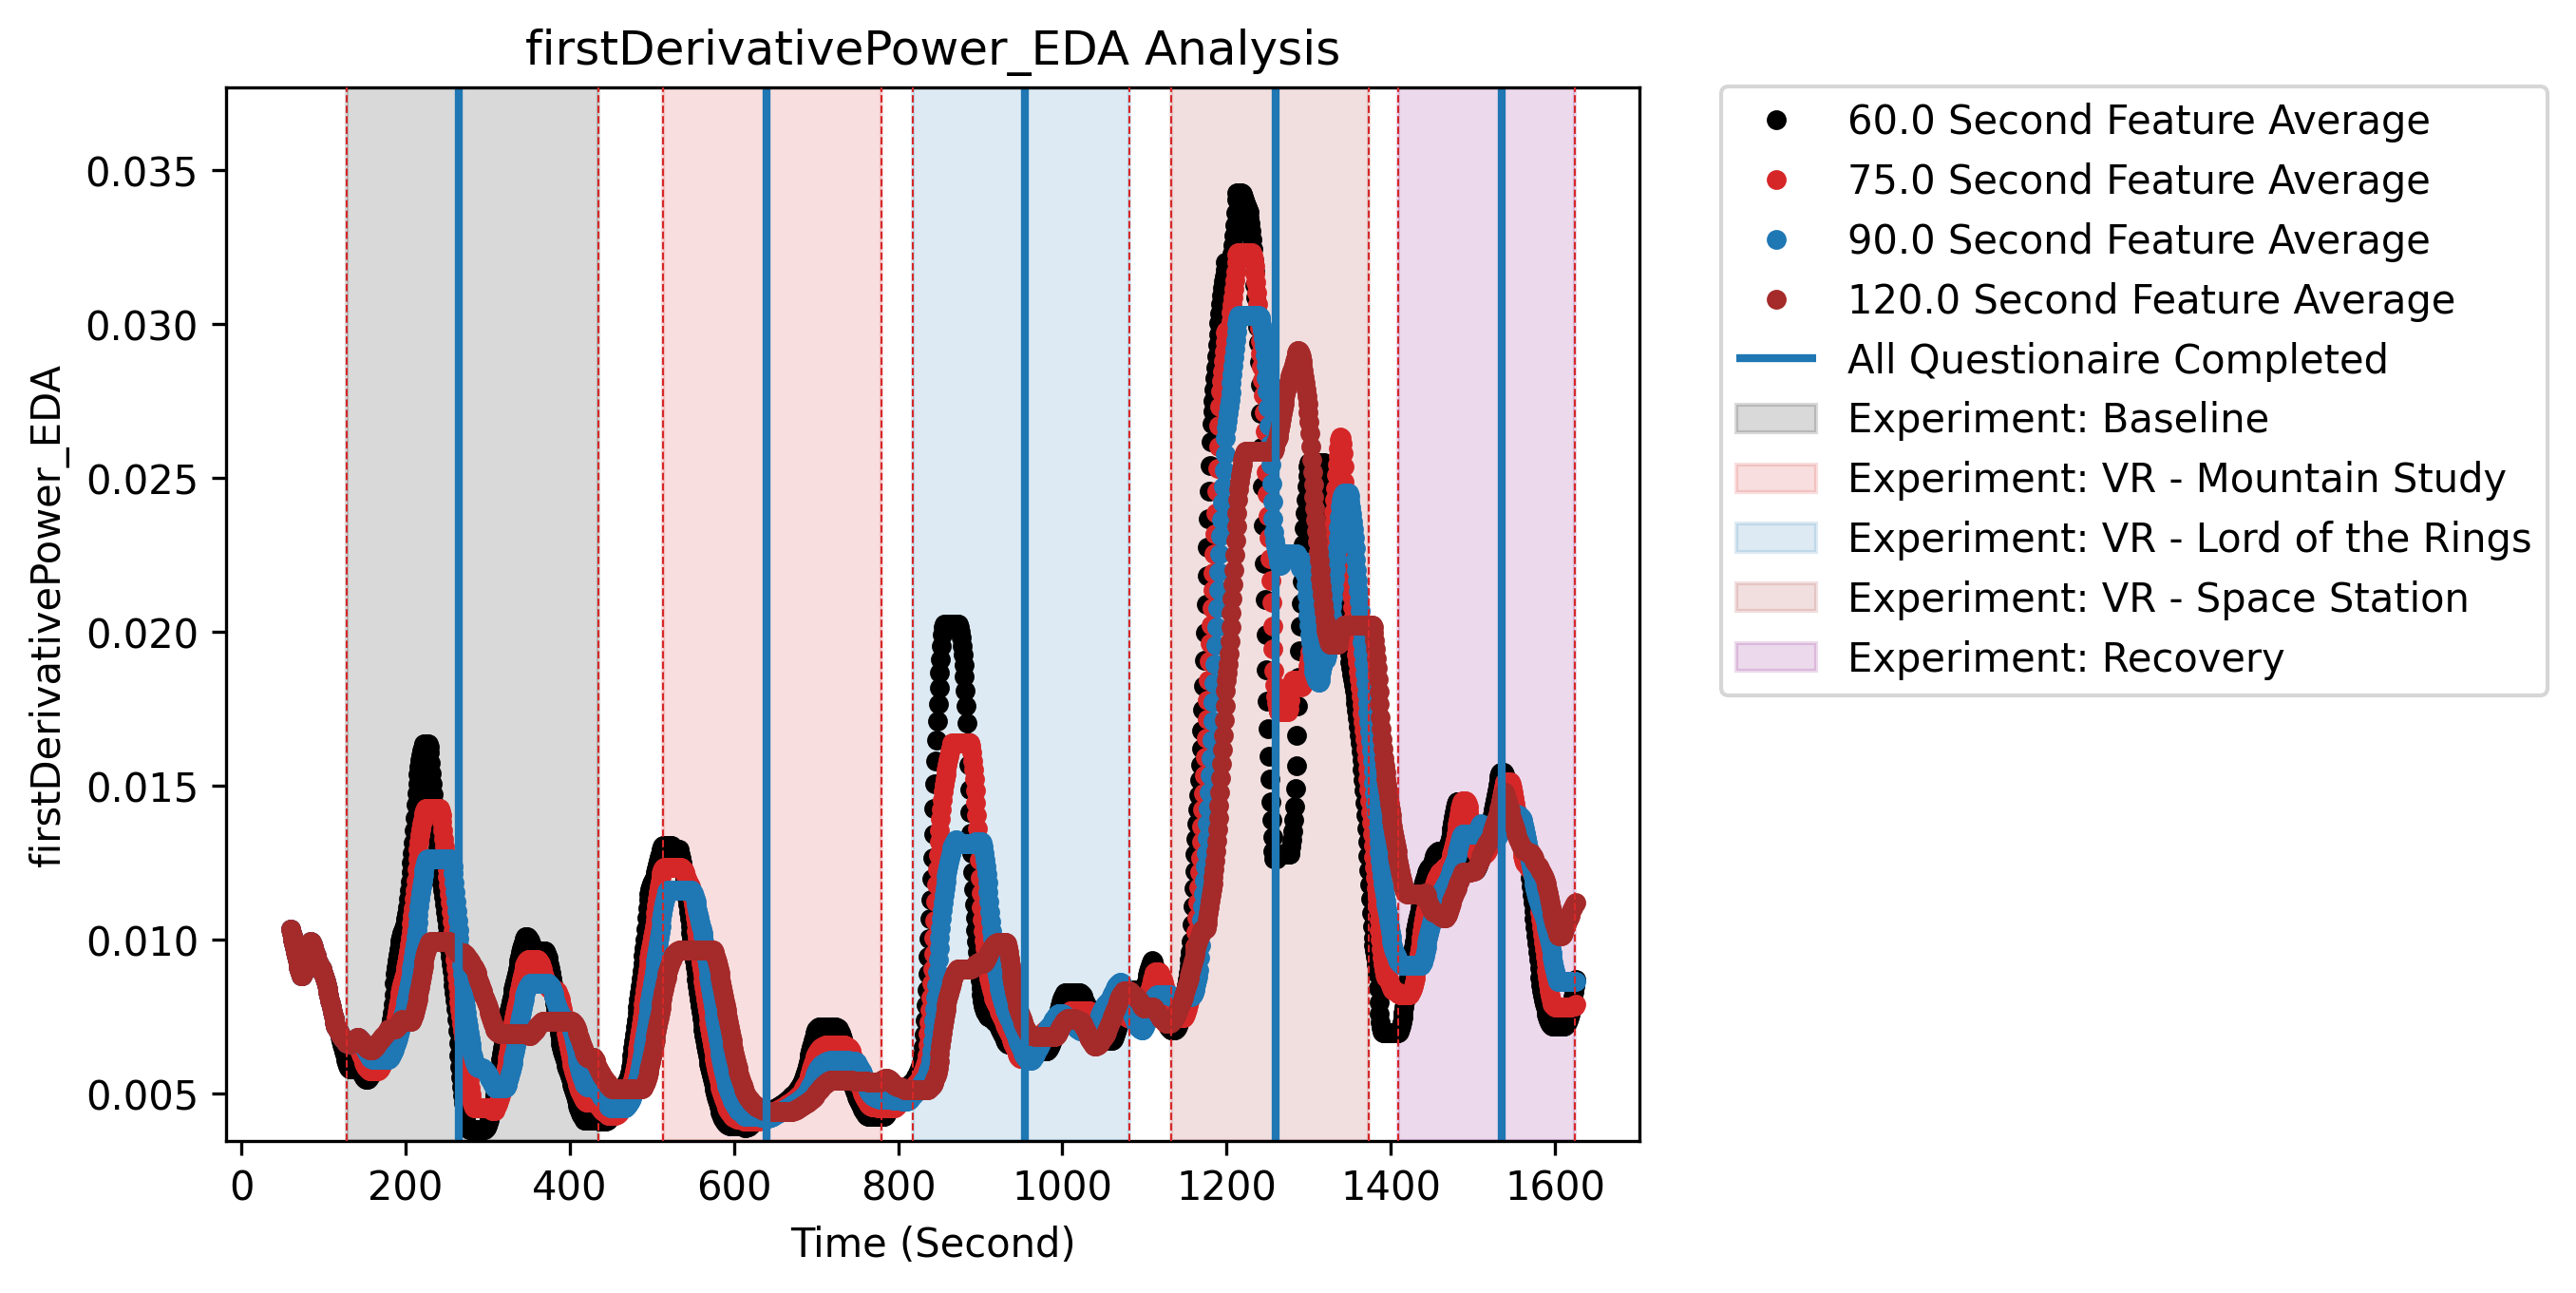 firstDerivativePower_EDA Analysis
firstDerivativePower_EDA
0.035
0.030
0.025
0.020
0.015
0.010
0.005
0
200
400
600
800
1000
1200
1400
1600
Time (Second)
60.0 Second Feature Average
75.0 Second Feature Average
90.0 Second Feature Average
120.0 Second Feature Average
All Questionaire Completed
Experiment: Baseline
Experiment: VR - Mountain Study
Experiment: VR - Lord of the Rings
Experiment: VR - Space Station
Experiment: Recovery